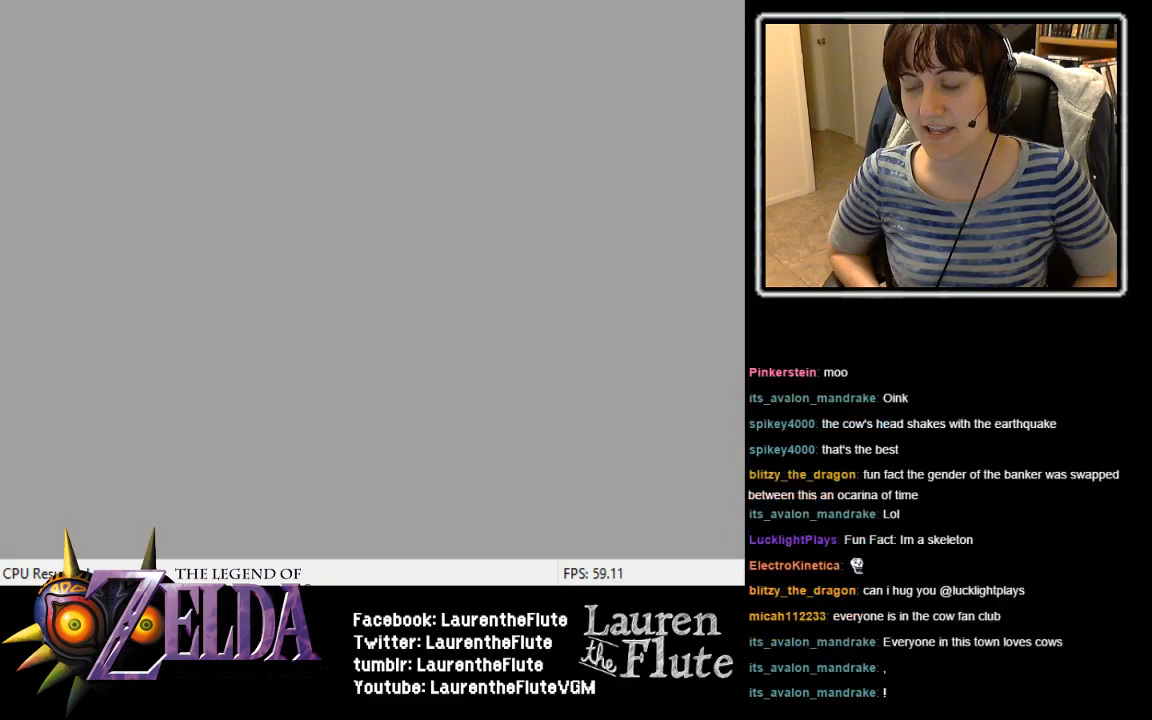 Pinkerstein: moo
its_avalon_mandrake: Oink
spikey4000: the cow's head shakes with the earthquake
spikey4000: that's the best
blitzy_the_dragon: fun fact the gender of the banker was swapped
between this an ocarina of time
its_avalon_mandrake: Lol
LucklightPlays: Fun Fact: Im a skeleton
ElectroKinetica:
blitzy_the_dragon: can i hug you @lucklightplays
micah112233: everyone is in the cow fan club
its_avalon_mandrake: Everyone in this town loves cows
its_avalon_mandrake: ,
its_avalon_mandrake: !
CPU
FPS: 59.11
THE LEGEND OF
ZELDA
Facebook: LaurentheFlute
Twitter: LaurentheFlute
tumblr: LaurentheFlute
Youtube: LaurentheFluteVGM
Lauren
the Flute